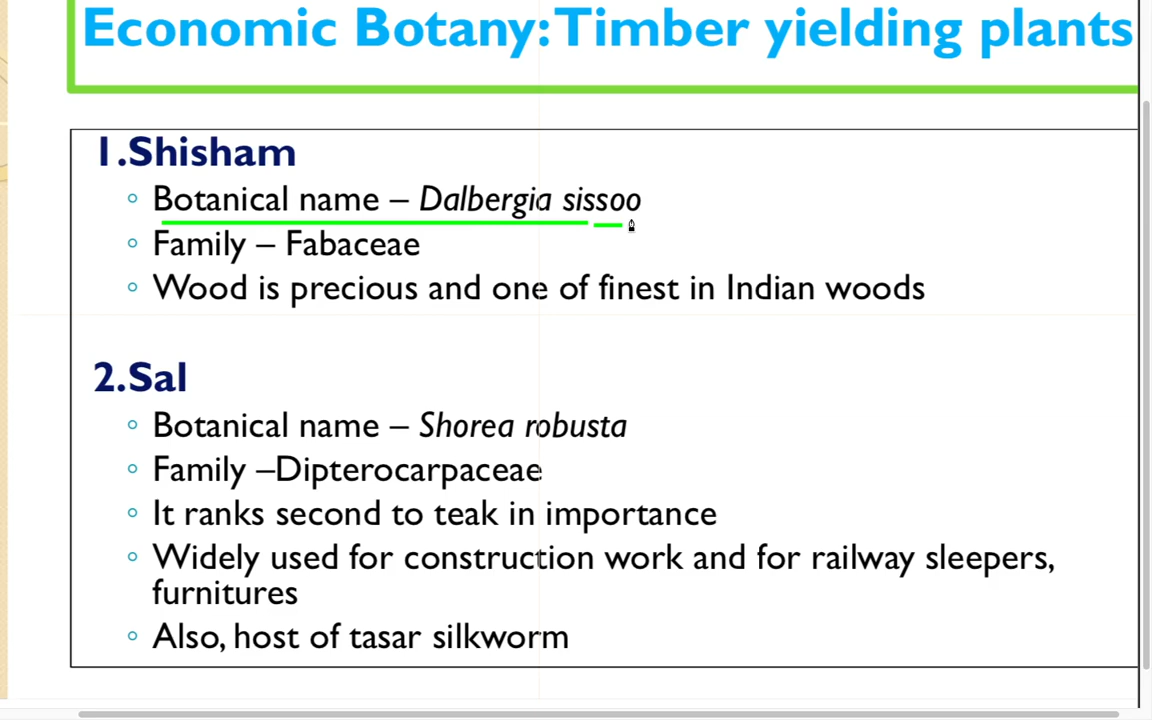 Economic Botany: Timber yielding plants
1.Shisham
Botanical name – Dalbergia sissoo
Family – Fabaceae
Wood is precious and one of finest in Indian woods
2.Sal
Botanical name – Shorea robusta
Family –Dipterocarpaceae
It ranks second to teak in importance
Widely used for construction work and for railway sleepers,
furnitures
Also, host of tasar silkworm